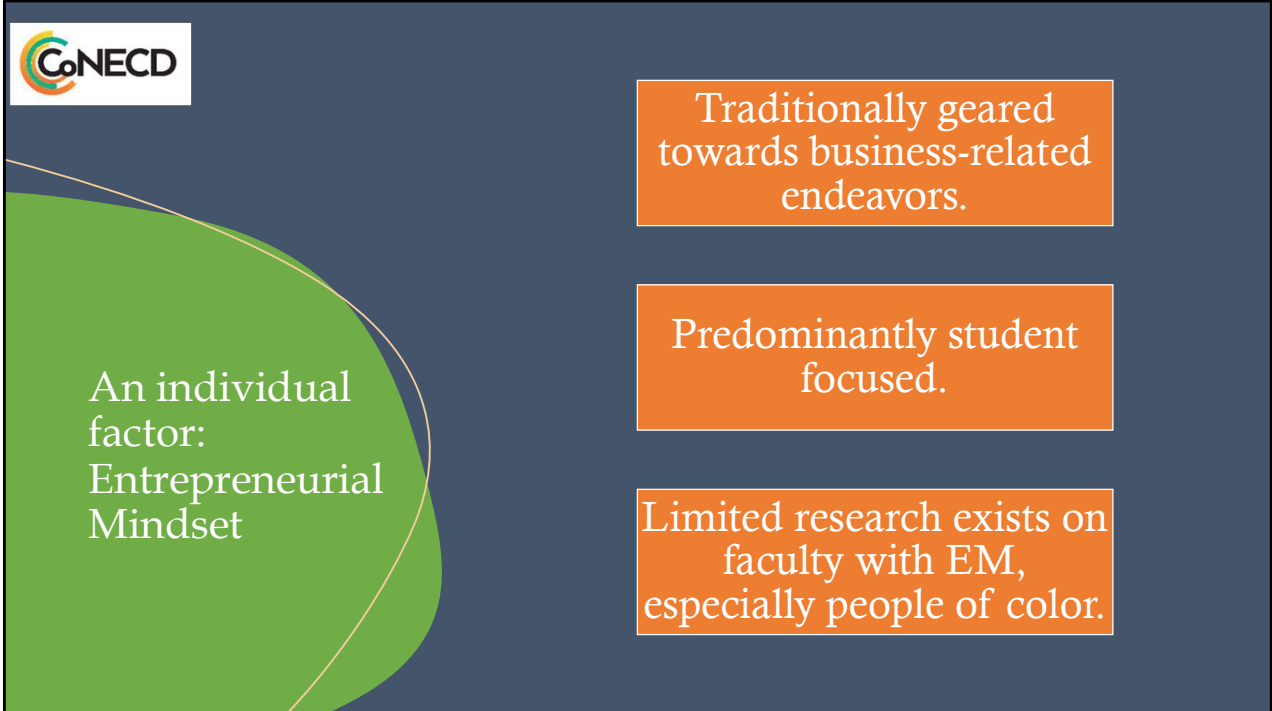 CoNECD
An individual
factor:
Entrepreneurial
Mindset
Traditionally geared
towards business-related
endeavors.
Predominantly student
focused.
Limited research exists on
faculty with EM,
especially people of color.